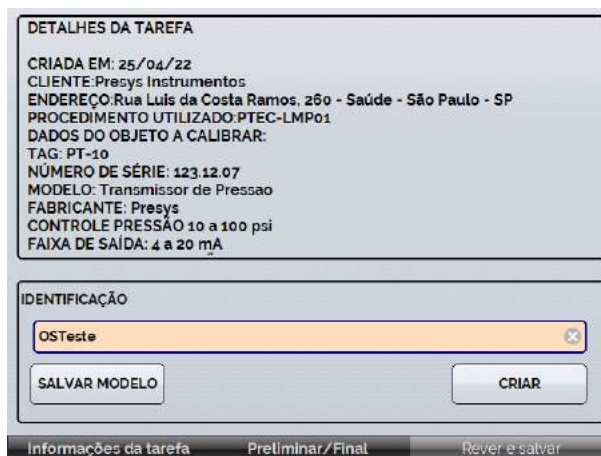 DETALHES DA TAREFA
CRIADA EM: 25/04/22
CLIENTE:Presys Instrumentos
ENDEREÇO:Rua Luis da Costa Ramos, 260 - Saúde - São Paulo - SP
PROCEDIMENTO UTILIZADO:PTEC-LMP01
DADOS DO OBJETO A CALIBRAR:
TAG: PT-10
NÚMERO DE SÉRIE: 123.12.07
MODELO: Transmissor de Pressao
FABRICANTE: Presys
CONTROLE PRESSÃO 10 a 100 psi
FAIXA DE SAÍDA: 4 a 20 mA
IDENTIFICAÇÃO
OSTeste
SALVAR MODELO CRIAR
Informações da tarefa Preliminar/Final Rever e salvar